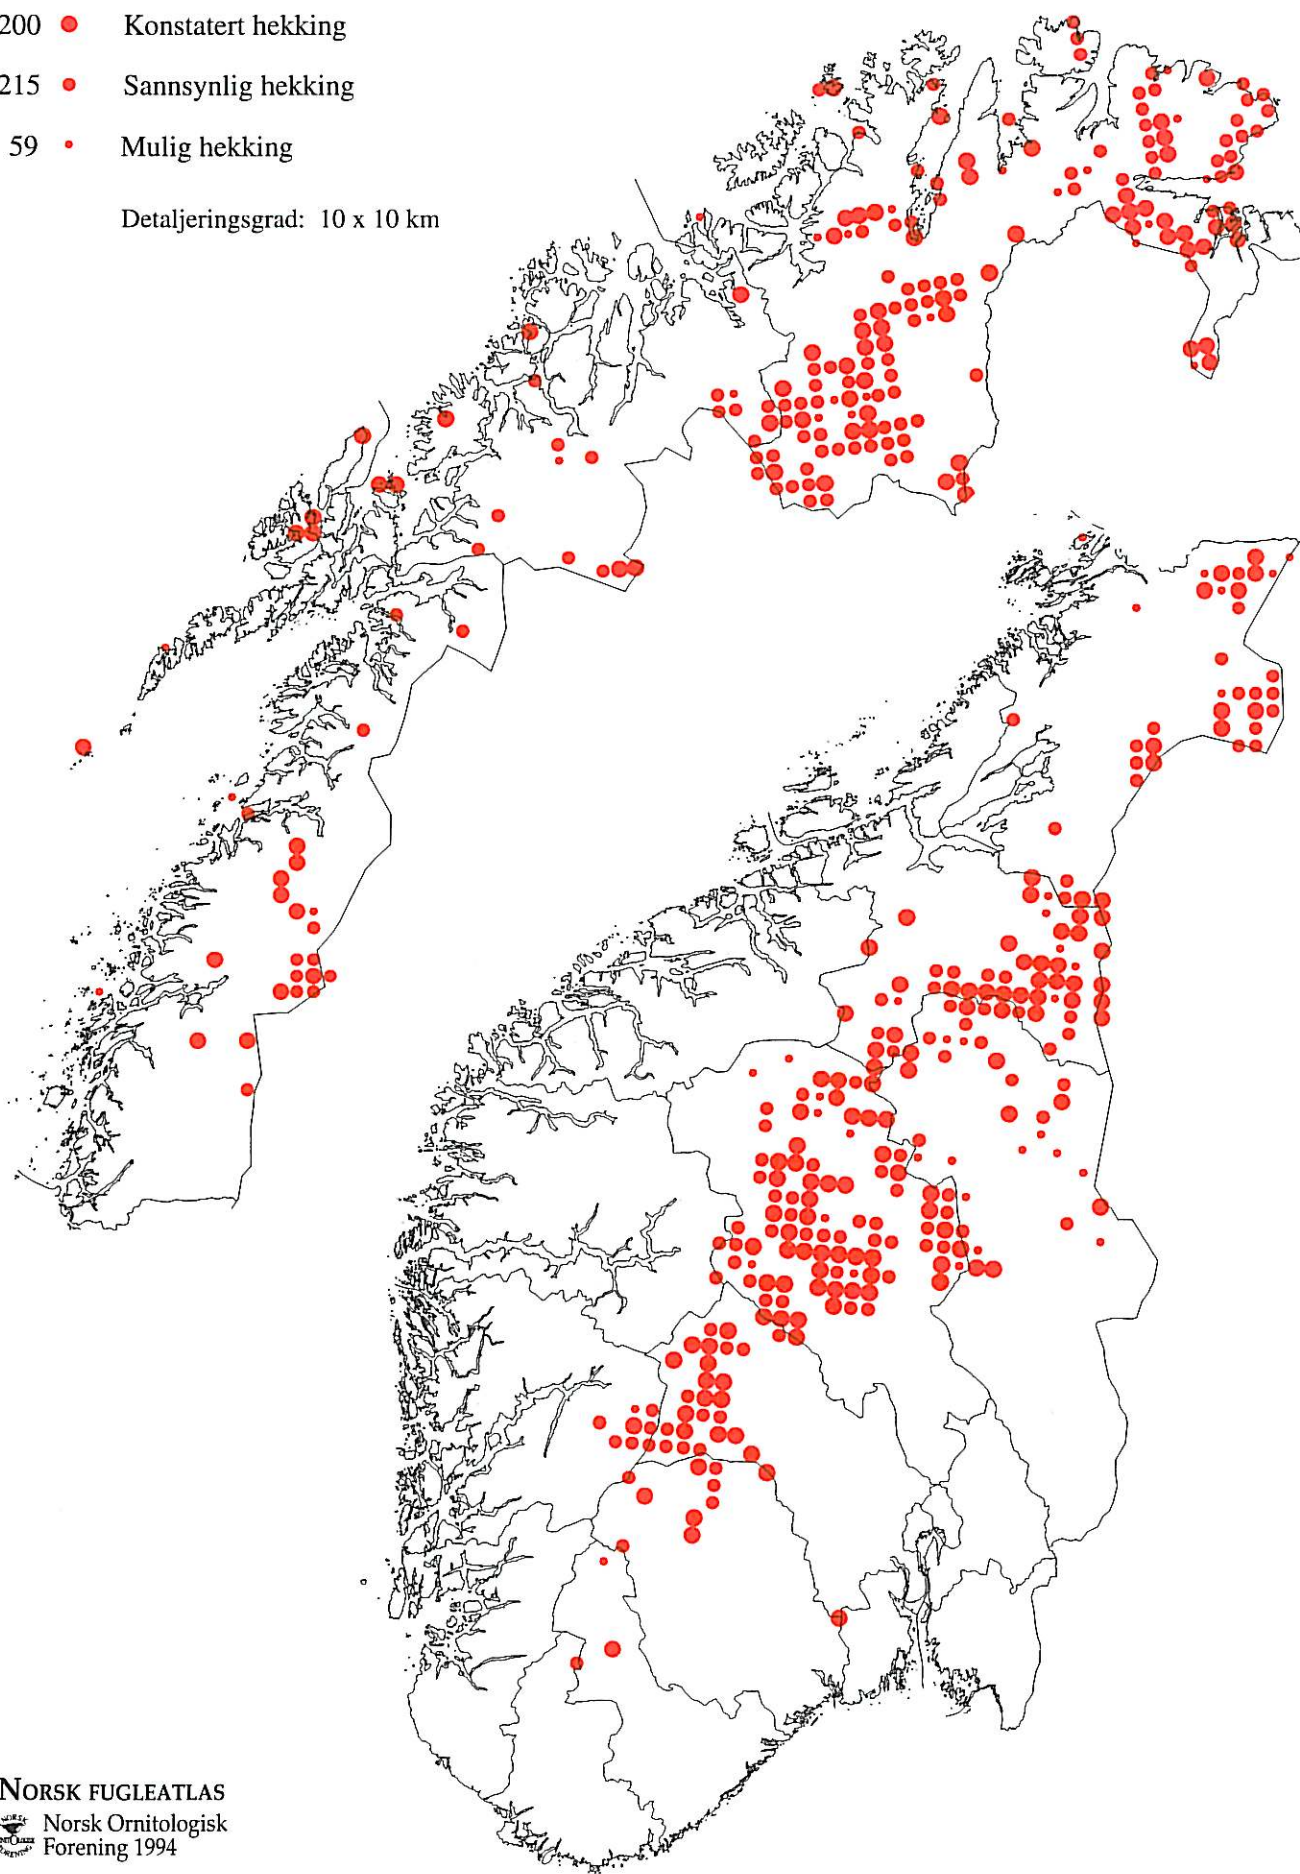 200 Konstatert hekking
215 Sannsynlig hekking
59 Mulig hekking
Detaljeringsgrad: 10 x 10 km
NORSK FUGLEATLAS
Norsk Ornitologisk
Forening 1994